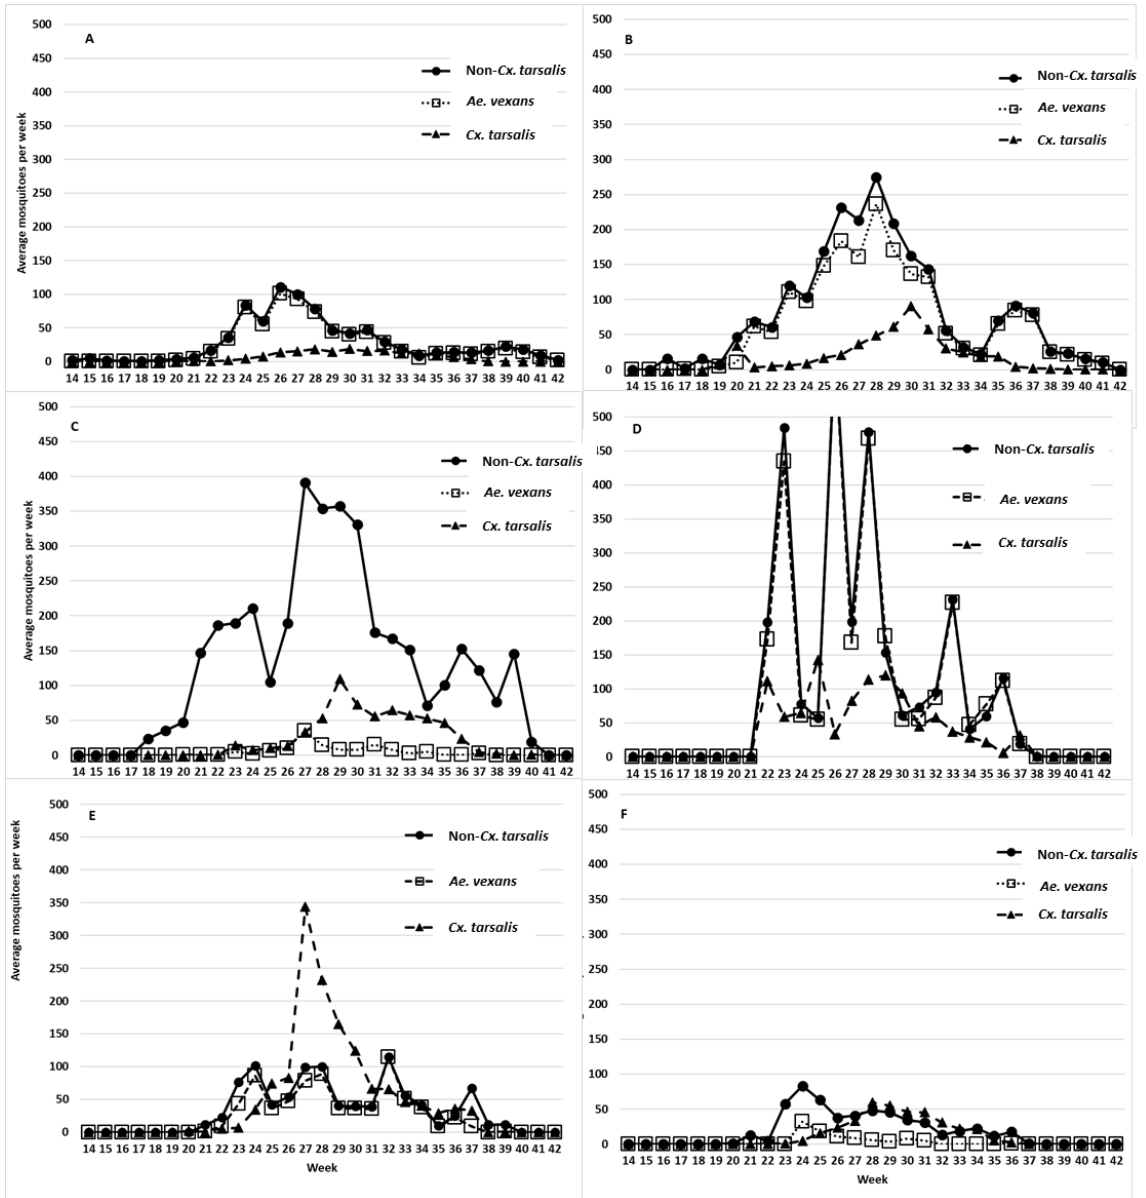 A
Average mosquitoes per week
500
450
400
350
300
250
200
150
100
50
0
Non-Cx. tarsalis
Ae. vexans
Cx. tarsalis
14 15 16 17 18 19 20 21 22 23 24 25 26 27 28 29 30 31 32 33 34 35 36 37 38 39 40 41 42
B
500
450
400
350
300
250
200
150
100
50
0
Non-Cx. tarsalis
Ae. vexans
Cx. tarsalis
14 15 16 17 18 19 20 21 22 23 24 25 26 27 28 29 30 31 32 33 34 35 36 37 38 39 40 41 42
C
Average mosquitoes per week
500
450
400
350
300
250
200
150
100
50
0
Non-Cx. tarsalis
Ae. vexans
Cx. tarsalis
14 15 16 17 18 19 20 21 22 23 24 25 26 27 28 29 30 31 32 33 34 35 36 37 38 39 40 41 42
D
500
450
400
350
300
250
200
150
100
50
0
Non-Cx. tarsalis
Ae. vexans
Cx. tarsalis
14 15 16 17 18 19 20 21 22 23 24 25 26 27 28 29 30 31 32 33 34 35 36 37 38 39 40 41 42
E
Average mosquitoes per week
500
450
400
350
300
250
200
150
100
50
0
Non-Cx. tarsalis
Ae. vexans
Cx. tarsalis
14 15 16 17 18 19 20 21 22 23 24 25 26 27 28 29 30 31 32 33 34 35 36 37 38 39 40 41 42
Week
F
500
450
400
350
300
250
200
150
100
50
0
Non-Cx. tarsalis
Ae. vexans
Cx. tarsalis
14 15 16 17 18 19 20 21 22 23 24 25 26 27 28 29 30 31 32 33 34 35 36 37 38 39 40 41 42
Week